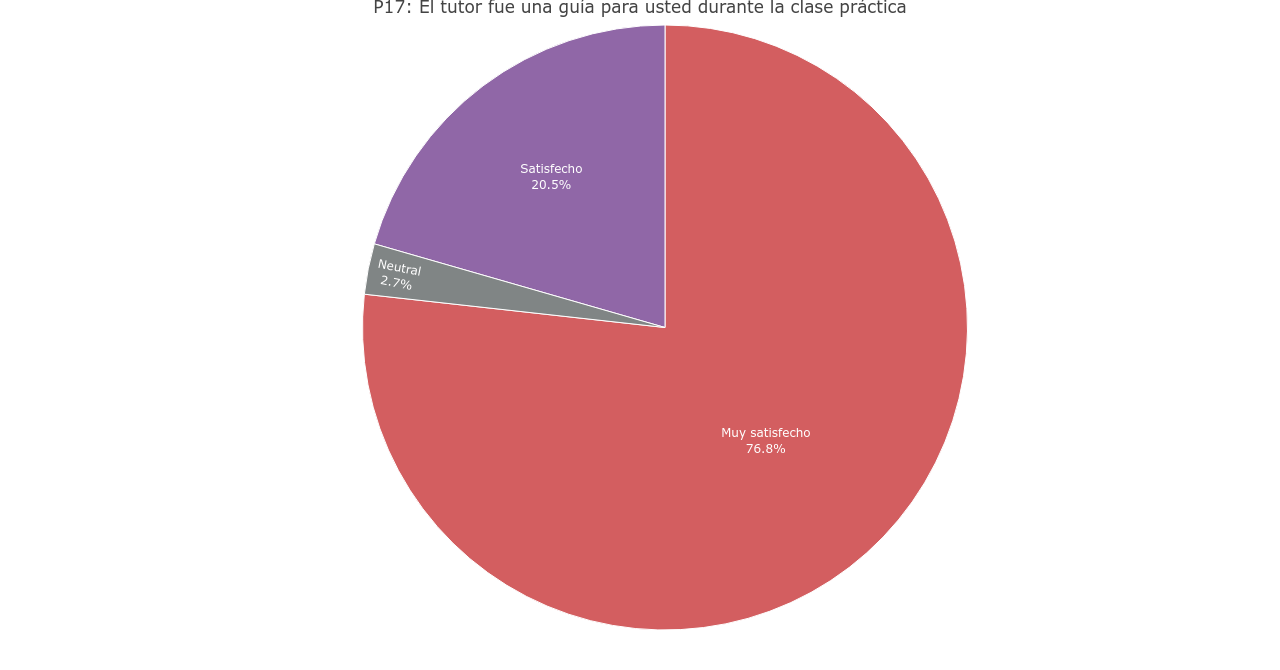 P17: El tutor fue una guía para usted durante la clase práctica
Satisfecho
20.5%
Neutral
2.7%
Muy satisfecho
76.8%